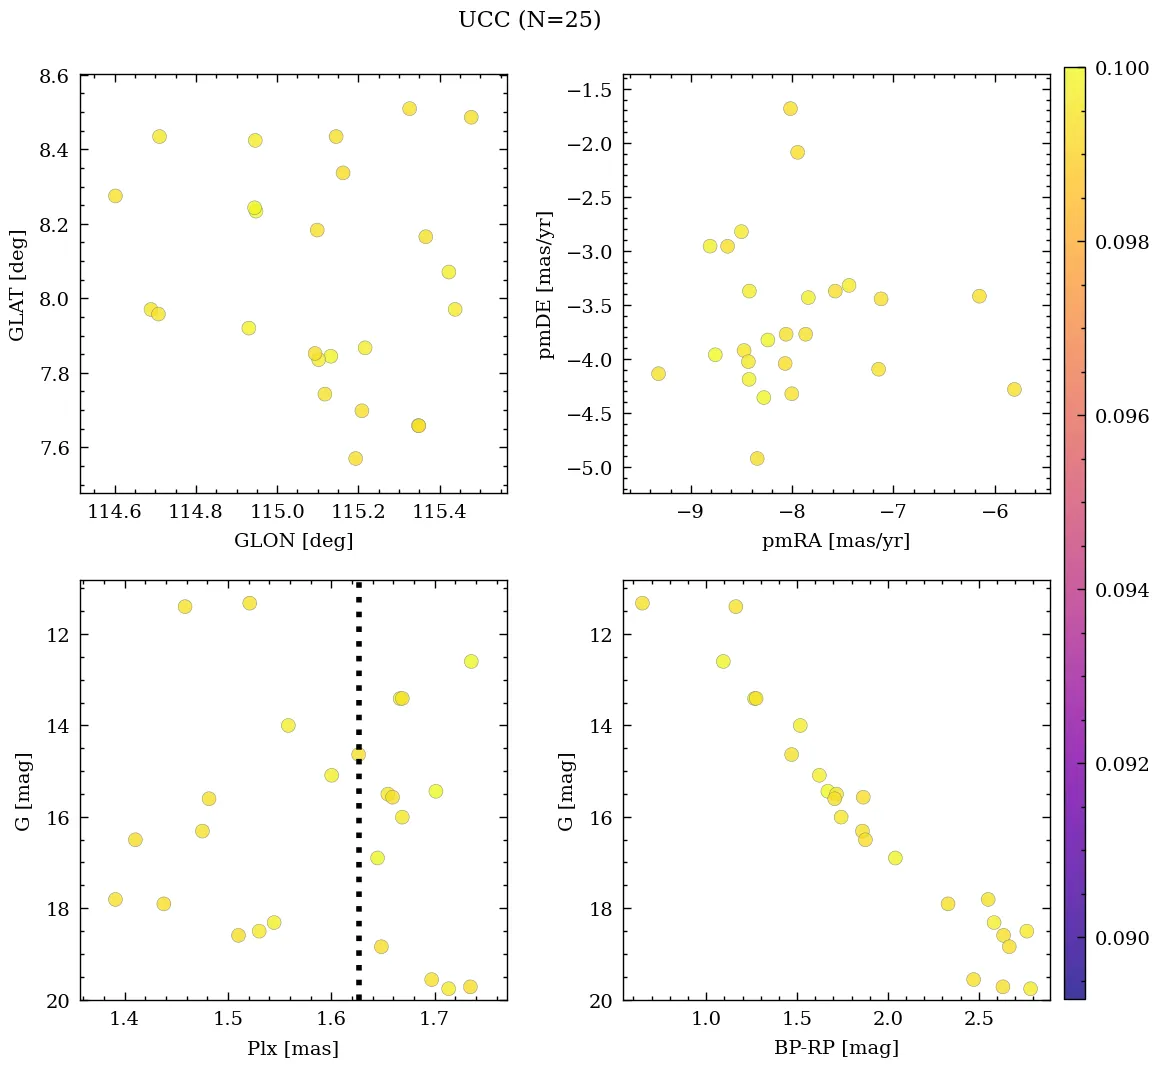 UCC (N=25)
8.6
8.4
8.2
8.0
7.8
7.6
GLAT [deg]
114.6 114.8 115.0 115.2 115.4
GLON [deg]
−1.5
−2.0
−2.5
−3.0
−3.5
−4.0
−4.5
−5.0
pmDE [mas/yr]
−9 −8 −7 −6
pmRA [mas/yr]
12
14
16
18
20
G [mag]
1.4 1.5 1.6 1.7
Plx [mas]
12
14
16
18
20
G [mag]
1.0 1.5 2.0 2.5
BP-RP [mag]
0.100
0.098
0.096
0.094
0.092
0.090